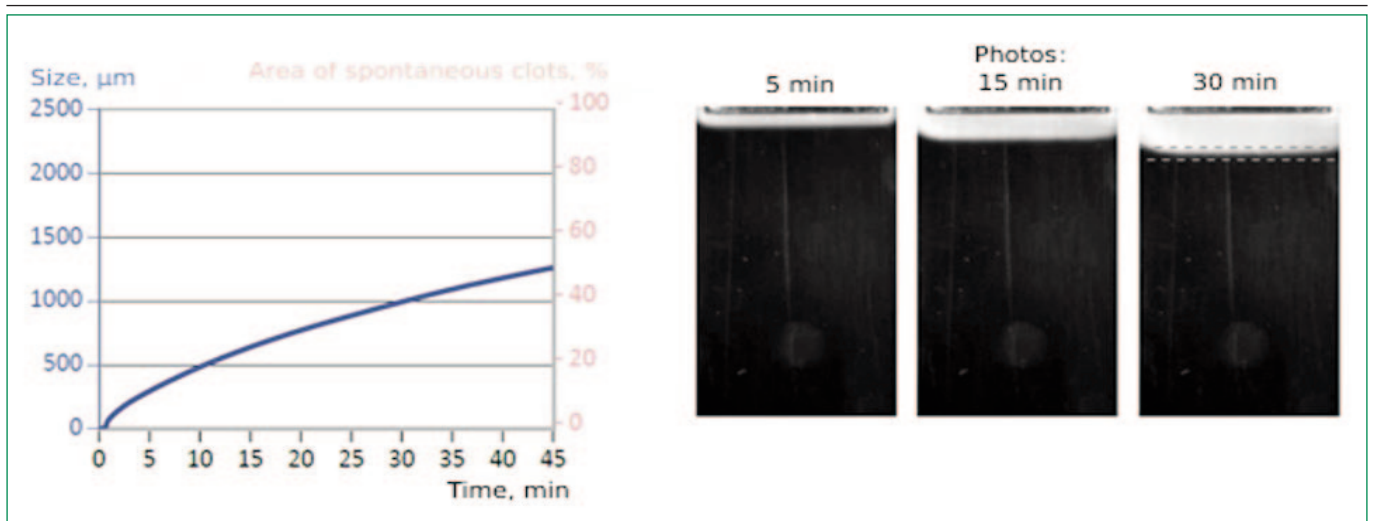 Size, µm
Area of spontaneous clots, %
2500
2000
1500
1000
500
0
100
80
60
40
20
0
0 5 10 15 20 25 30 35 40 45
Time, min
Photos:
5 min 15 min 30 min